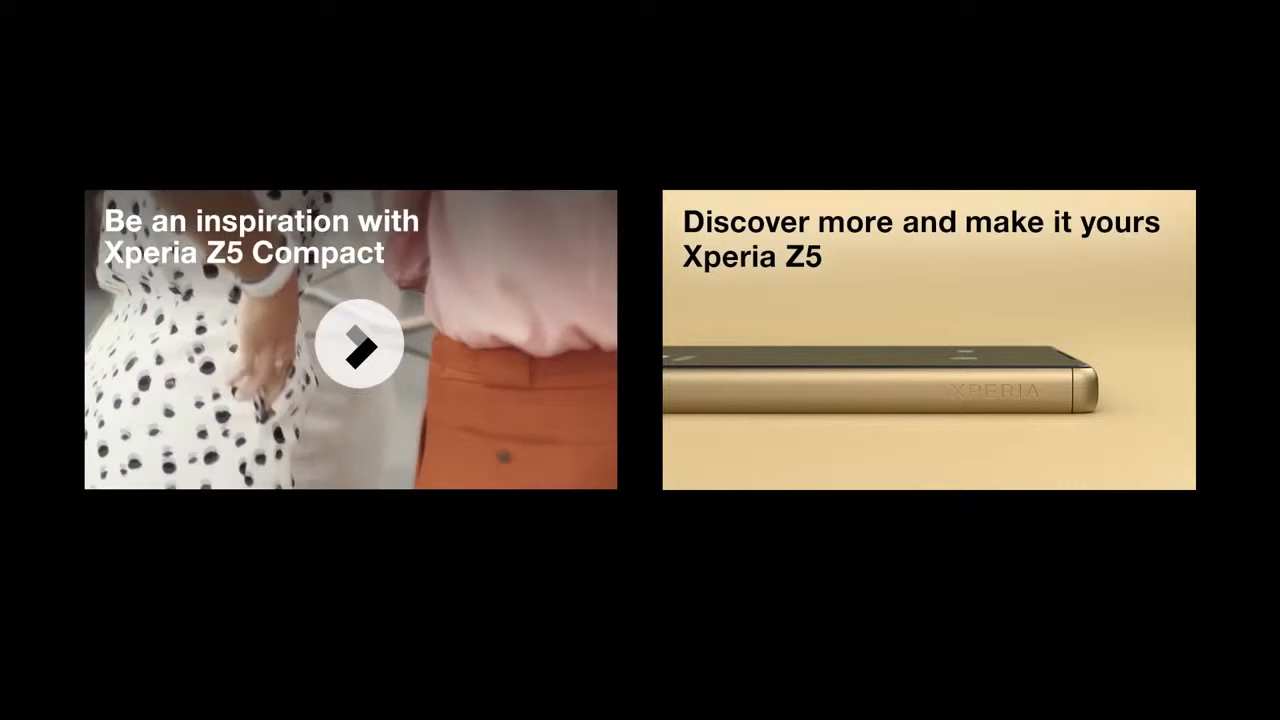 Be an inspiration with
Xperia Z5 Compact
Discover more and make it yours
Xperia Z5
XPERIA